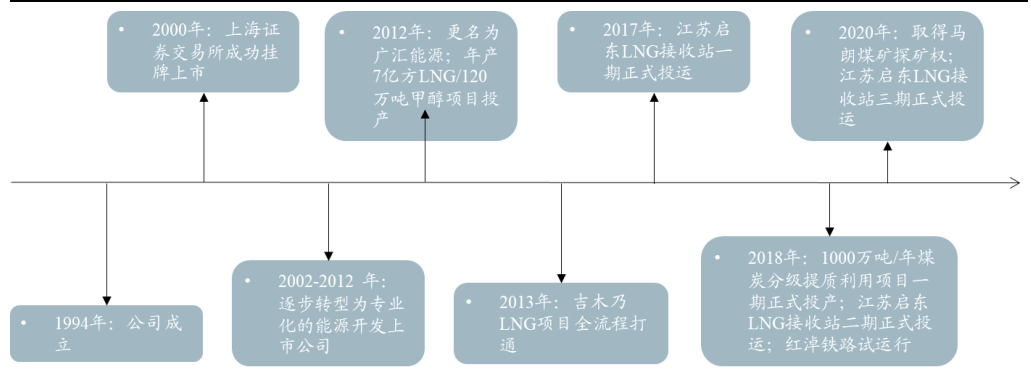 • 2000年：上海证
券交易所成功挂
牌上市
• 2012年：更名为
广汇能源；年产
7亿方LNG/120
万吨甲醇项目投
产
• 2017年：江苏启
东LNG接收站一
期正式投运
• 2020年：取得马
朗煤矿探矿权；
江苏启东LNG接
收站三期正式投
运
• 1994年：公司成
立
• 2002-2012 年：
逐步转型为专业
化的能源开发上
市公司
• 2013年：吉木乃
LNG项目全流程打
通
• 2018年：1000万吨/年煤
炭分级提质利用项目一
期正式投产；江苏启东
LNG接收站二期正式投
运；红淖铁路试运行